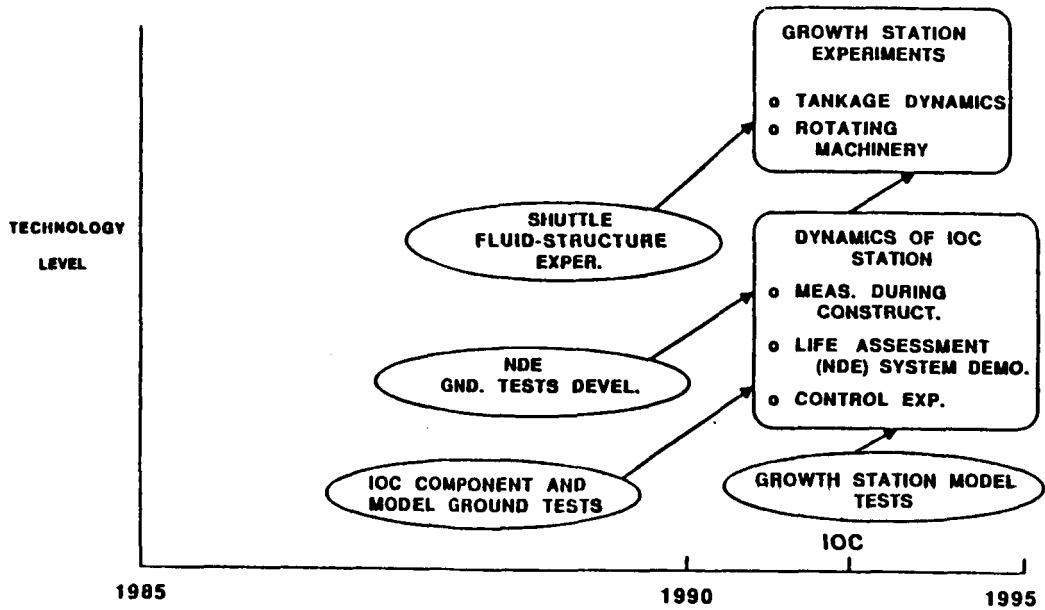 GROWTH STATION
EXPERIMENTS
o TANKAGE DYNAMICS
o ROTATING
MACHINERY
TECHNOLOGY
LEVEL
SHUTTLE
FLUID-STRUCTURE
EXPER.
DYNAMICS OF IOC
STATION
o MEAS. DURING
CONSTRUCT.
o LIFE ASSESSMENT
(NDE) SYSTEM DEMO.
o CONTROL EXP.
NDE
GND. TESTS DEVEL.
IOC COMPONENT AND
MODEL GROUND TESTS
GROWTH STATION MODEL
TESTS
IOC
1985
1990
1995